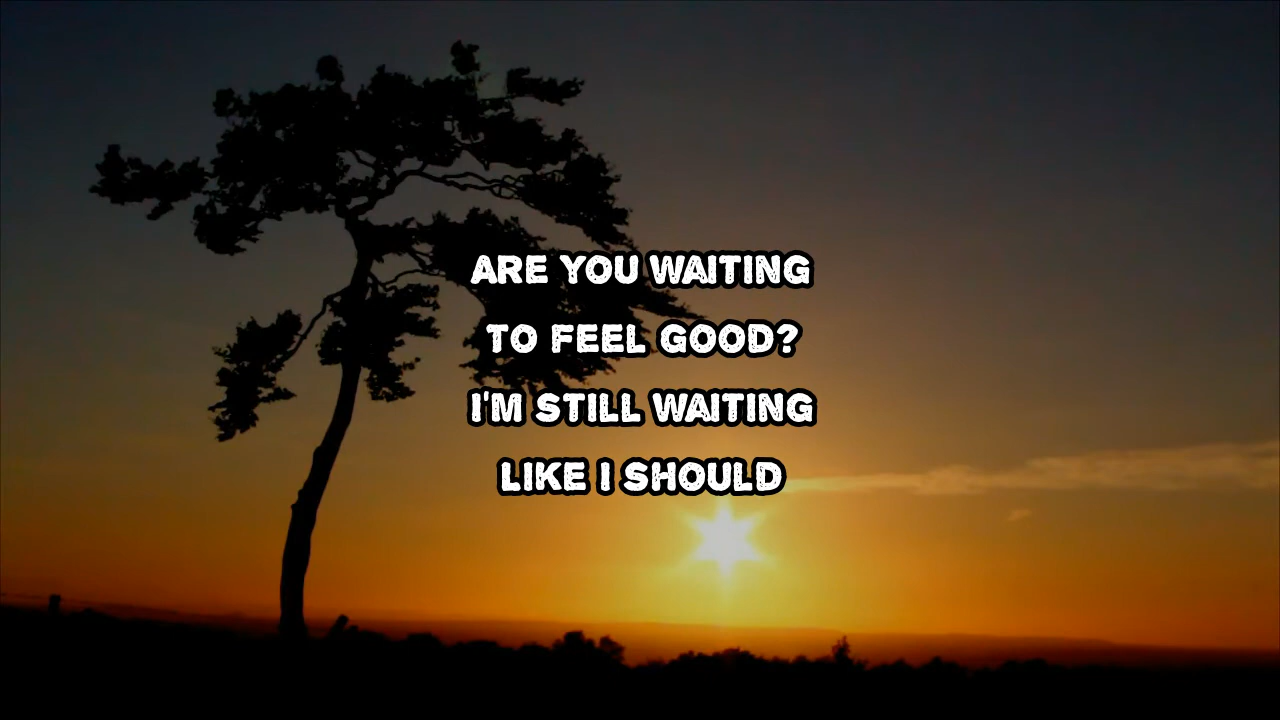 ARE YOU WAITING
TO FEEL GOOD?
I'M STILL WAITING
LIKE I SHOULD